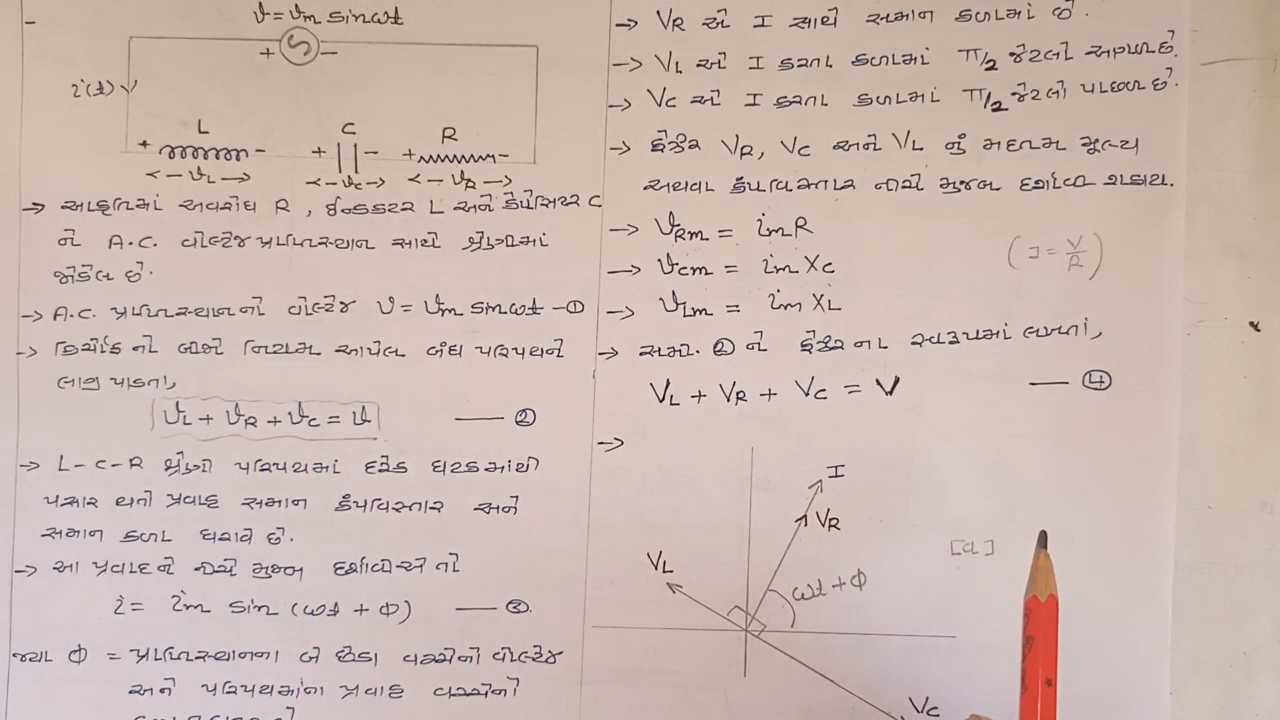 v = vm sinωt
+ −
i(t)
L C R
+ − + − + −
<- vL -> <- vC -> <- vR ->
→ આકૃતિમાં અવરોધ R, ઈન્ડક્ટર L અને કેપેસિટર C
ને A.C. વોલ્ટેજ પ્રાપ્તિસ્થાન સાથે શ્રેણીમાં
જોડેલ છે.
→ A.C. પ્રાપ્તિસ્થાનનો વોલ્ટેજ v = vm sinωt - ①
→ કિર્ચોફનો બીજો નિયમ આપેલ બંધ પરિપથને
લાગુ પાડતાં,
vL + vR + vC = v —— ②
→ L-C-R શ્રેણી પરિપથમાં દરેક ઘટકમાંથી
પસાર થતો પ્રવાહ સમાન કંપવિસ્તાર અને
સમાન કળા ધરાવે છે.
→ આ પ્રવાહને નીચે મુજબ દર્શાવીએ તો
i = im sin (ωt + Φ) —— ③.
જ્યાં Φ = પ્રાપ્તિસ્થાનના બે છેડા વચ્ચેનો વોલ્ટેજ
અને પરિપથમાંના પ્રવાહ વચ્ચેનો
→ VR એ I સાથે સમાન કળામાં છે.
→ VL એ I કરતા કળામાં π/2 જેટલો આગળ છે.
→ VC એ I કરતા કળામાં π/2 જેટલો પાછળ છે.
→ ફેઝર VR, VC અને VL નું મહત્તમ મૂલ્ય
અથવા કંપવિસ્તાર નીચે મુજબ દર્શાવી શકાય.
→ vRm = imR
→ vCm = im XC
(I = V/R)
→ vLm = im XL
→ સમી. ② ને ફેઝરના સ્વરૂપમાં લખતાં,
VL + VR + VC = V —— ④
→
I
VR
VL
ωt + Φ
[a]
VC